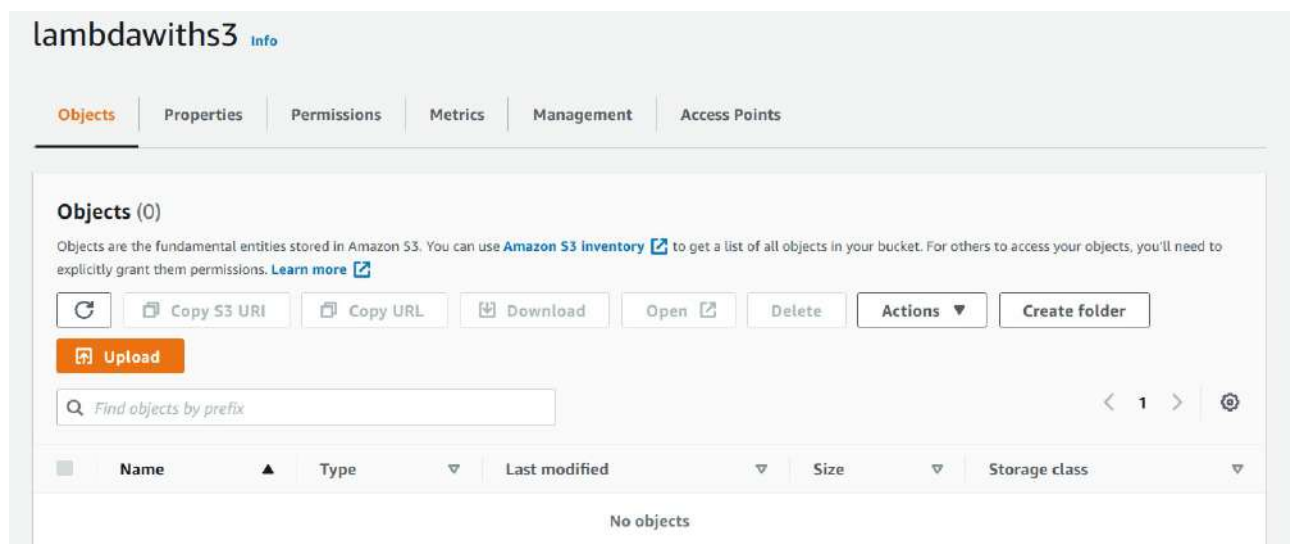 lambdawiths3 Info
Objects Properties Permissions Metrics Management Access Points
Objects (0)
Objects are the fundamental entities stored in Amazon S3. You can use Amazon S3 inventory to get a list of all objects in your bucket. For others to access your objects, you'll need to
explicitly grant them permissions. Learn more
Copy S3 URI Copy URL Download Open Delete Actions Create folder
Upload
Find objects by prefix 1
Name Type Last modified Size Storage class
No objects